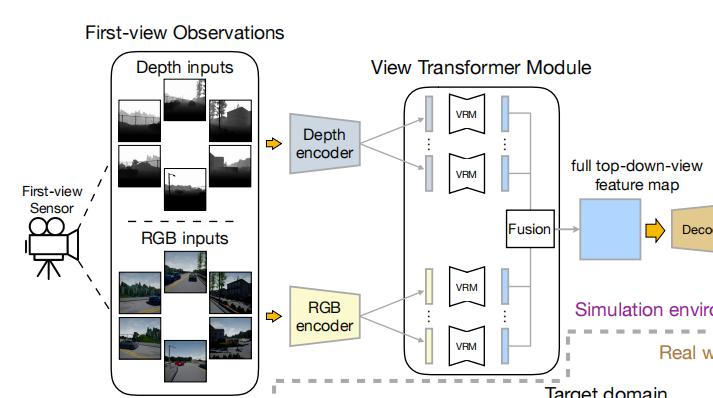 First-view Observations
Depth inputs
View Transformer Module
VRM
Depth
encoder
VRM
full top-down-view
feature map
First-view
Sensor
Fusion
RGB inputs
VRM
RGB
encoder
VRM
Simulation
Real
Target domain